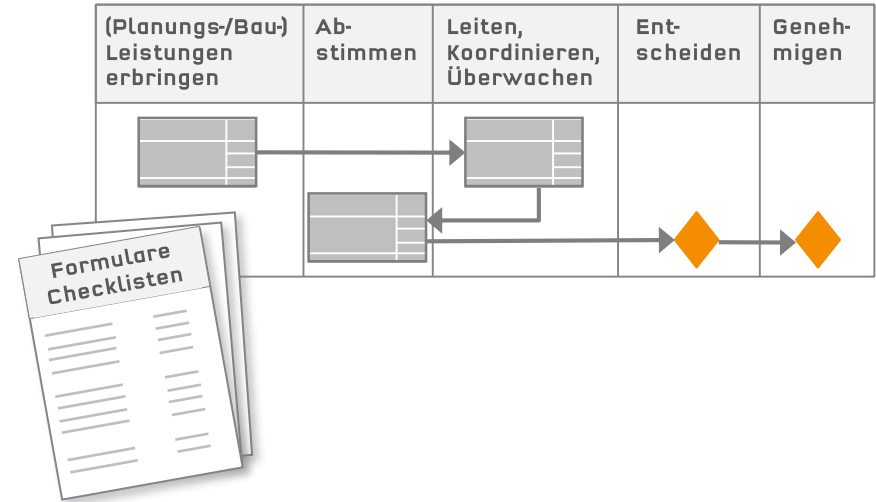 (Planungs-/Bau-)
Leistungen
erbringen
Ab-
stimmen
Leiten,
Koordinieren,
Überwachen
Ent-
scheiden
Geneh-
migen
Formulare
Checklisten